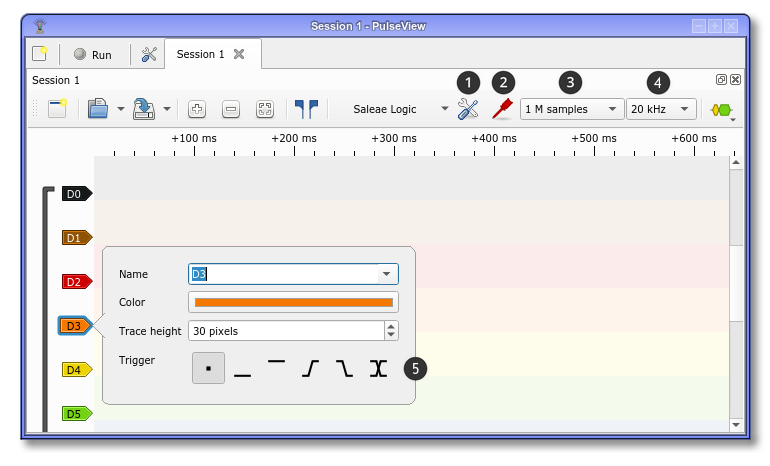 Session 1 - PulseView
Run
Session 1
Session 1
1 2 3 4
Saleae Logic 1 M samples 20 kHz
+100 ms +200 ms +300 ms +400 ms +500 ms +600 ms
D0
D1
D2
D3
D4
D5
Name D3
Color
Trace height 30 pixels
Trigger 5